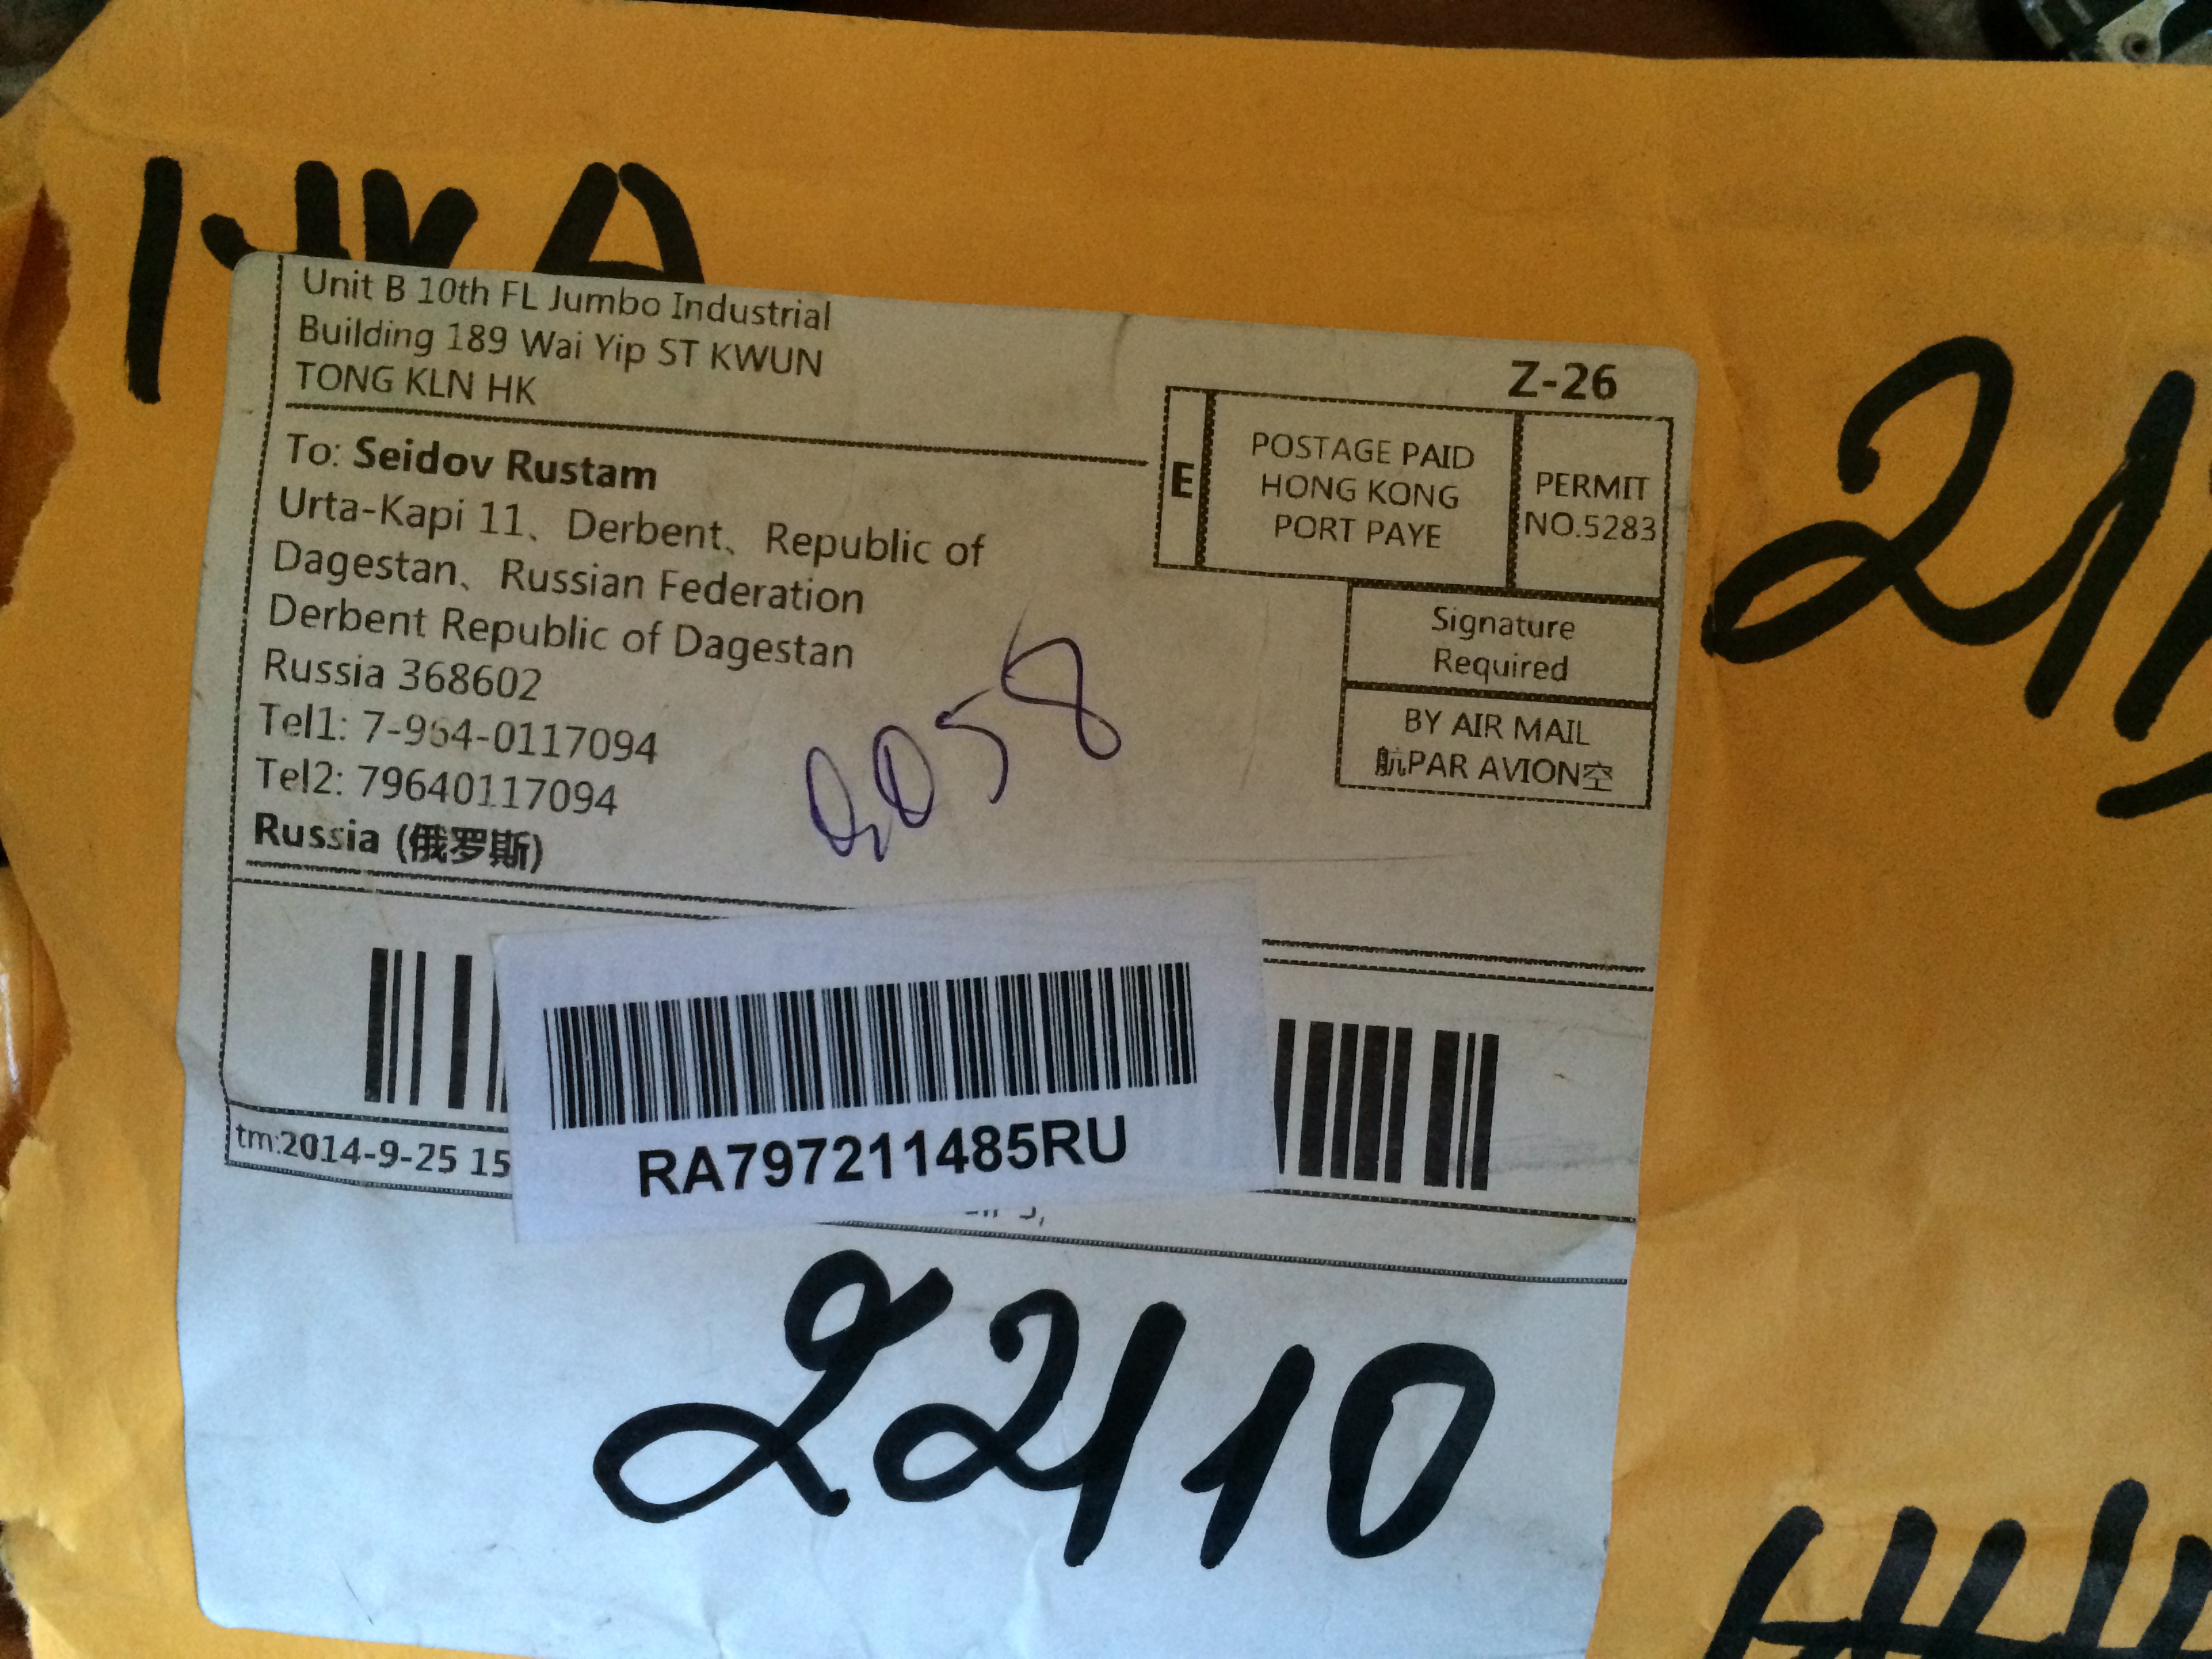 Unit B 10th FL Jumbo Industrial
Building 189 Wai Yip ST KWUN
TONG KLN HK
Z-26
E
POSTAGE PAID
HONG KONG
PORT PAYE
PERMIT
NO.5283
Signature
Required
BY AIR MAIL
航PAR AVION空
To: Seidov Rustam
Urta-Kapi 11、Derbent、Republic of
Dagestan、Russian Federation
Derbent Republic of Dagestan
Russia 368602
Tel1: 7-964-0117094
Tel2: 79640117094
Russia (俄罗斯)
tm:2014-9-25 15
RA797211485RU
22110